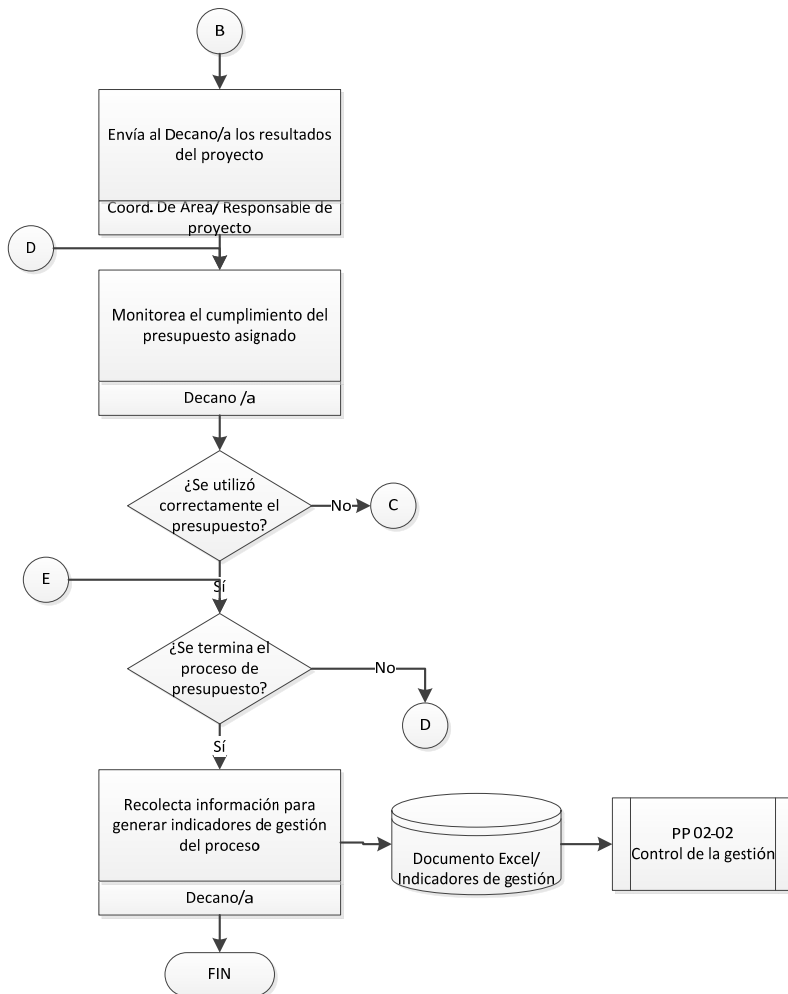 B
Envía al Decano/a los resultados
del proyecto
Coord. De Area/ Responsable de
proyecto
D
Monitorea el cumplimiento del
presupuesto asignado
Decano /a
¿Se utilizó
correctamente el
presupuesto?
No
C
E
Sí
¿Se termina el
proceso de
presupuesto?
No
D
Sí
Recolecta información para
generar indicadores de gestión
del proceso
Decano/a
Documento Excel/
Indicadores de gestión
PP 02-02
Control de la gestión
FIN